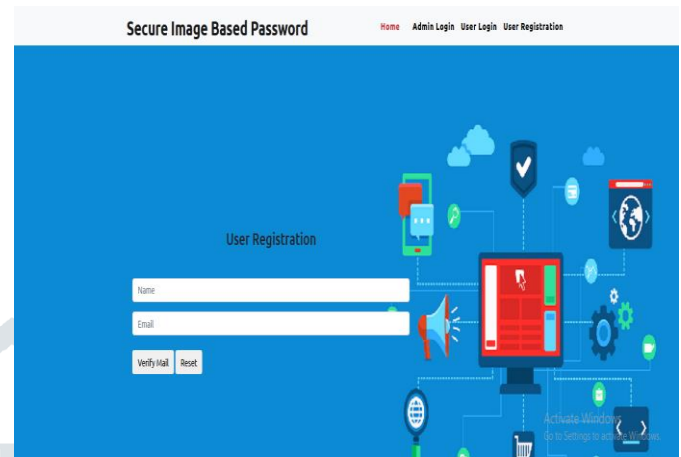 Secure Image Based Password
Home Admin Login User Login User Registration
User Registration
Name
Email
Verify Mail Reset
Activate Windows
Go to Settings to activate Windows.